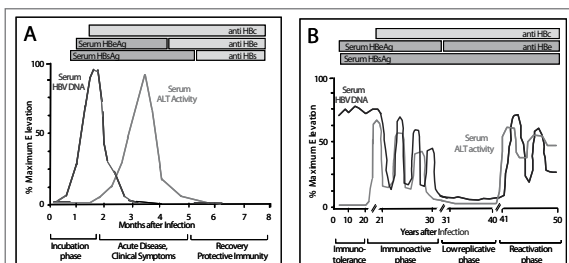 A
anti HBc
Serum HBeAg
anti HBe
Serum HBsAg
anti HBs
Serum
HBV DNA
Serum
ALT Activity
% Maximum Elevation
100
50
0
0 1 2 3 4 5 6 7 8
Months after Infection
Incubation
phase
Acute Disease,
Clinical Symptoms
Recovery
Protective Immunity
B
anti HBc
Serum HBeAg
anti HBe
Serum HBsAg
Serum
HBV DNA
Serum
ALT activity
% Maximum Elevation
100
50
0
0 10 20 21 30 31 40 41 50
Years after Infection
Immuno-
tolerance
Immunoactive
phase
Low replicative
phase
Reactivation
phase